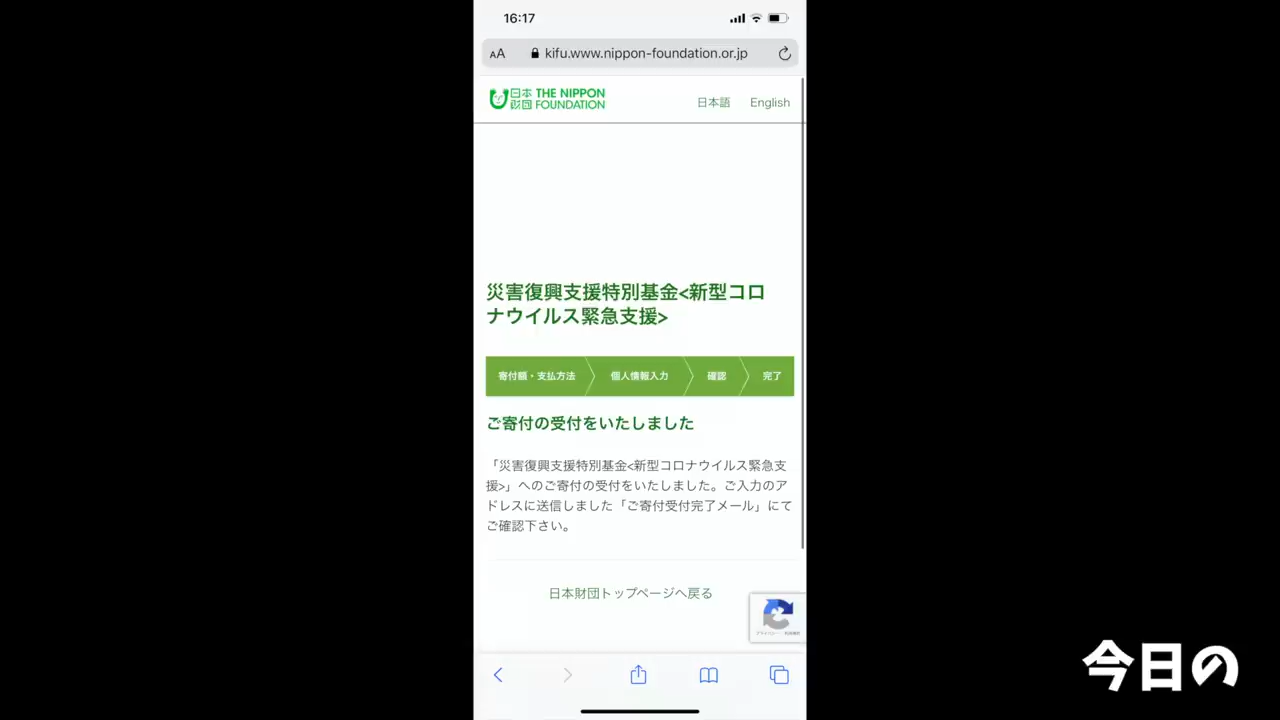 16:17
AA kifu.www.nippon-foundation.or.jp
日本財団 THE NIPPON FOUNDATION
日本語 English
災害復興支援特別基金<新型コロ
ナウイルス緊急支援>
寄付額・支払方法 個人情報入力 確認 完了
ご寄付の受付をいたしました
「災害復興支援特別基金<新型コロナウイルス緊急支
援>」へのご寄付の受付をいたしました。ご入力のア
ドレスに送信しました「ご寄付受付完了メール」にて
ご確認下さい。
日本財団トップページへ戻る
今日の